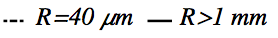 --- R=40 μm — R>1 mm